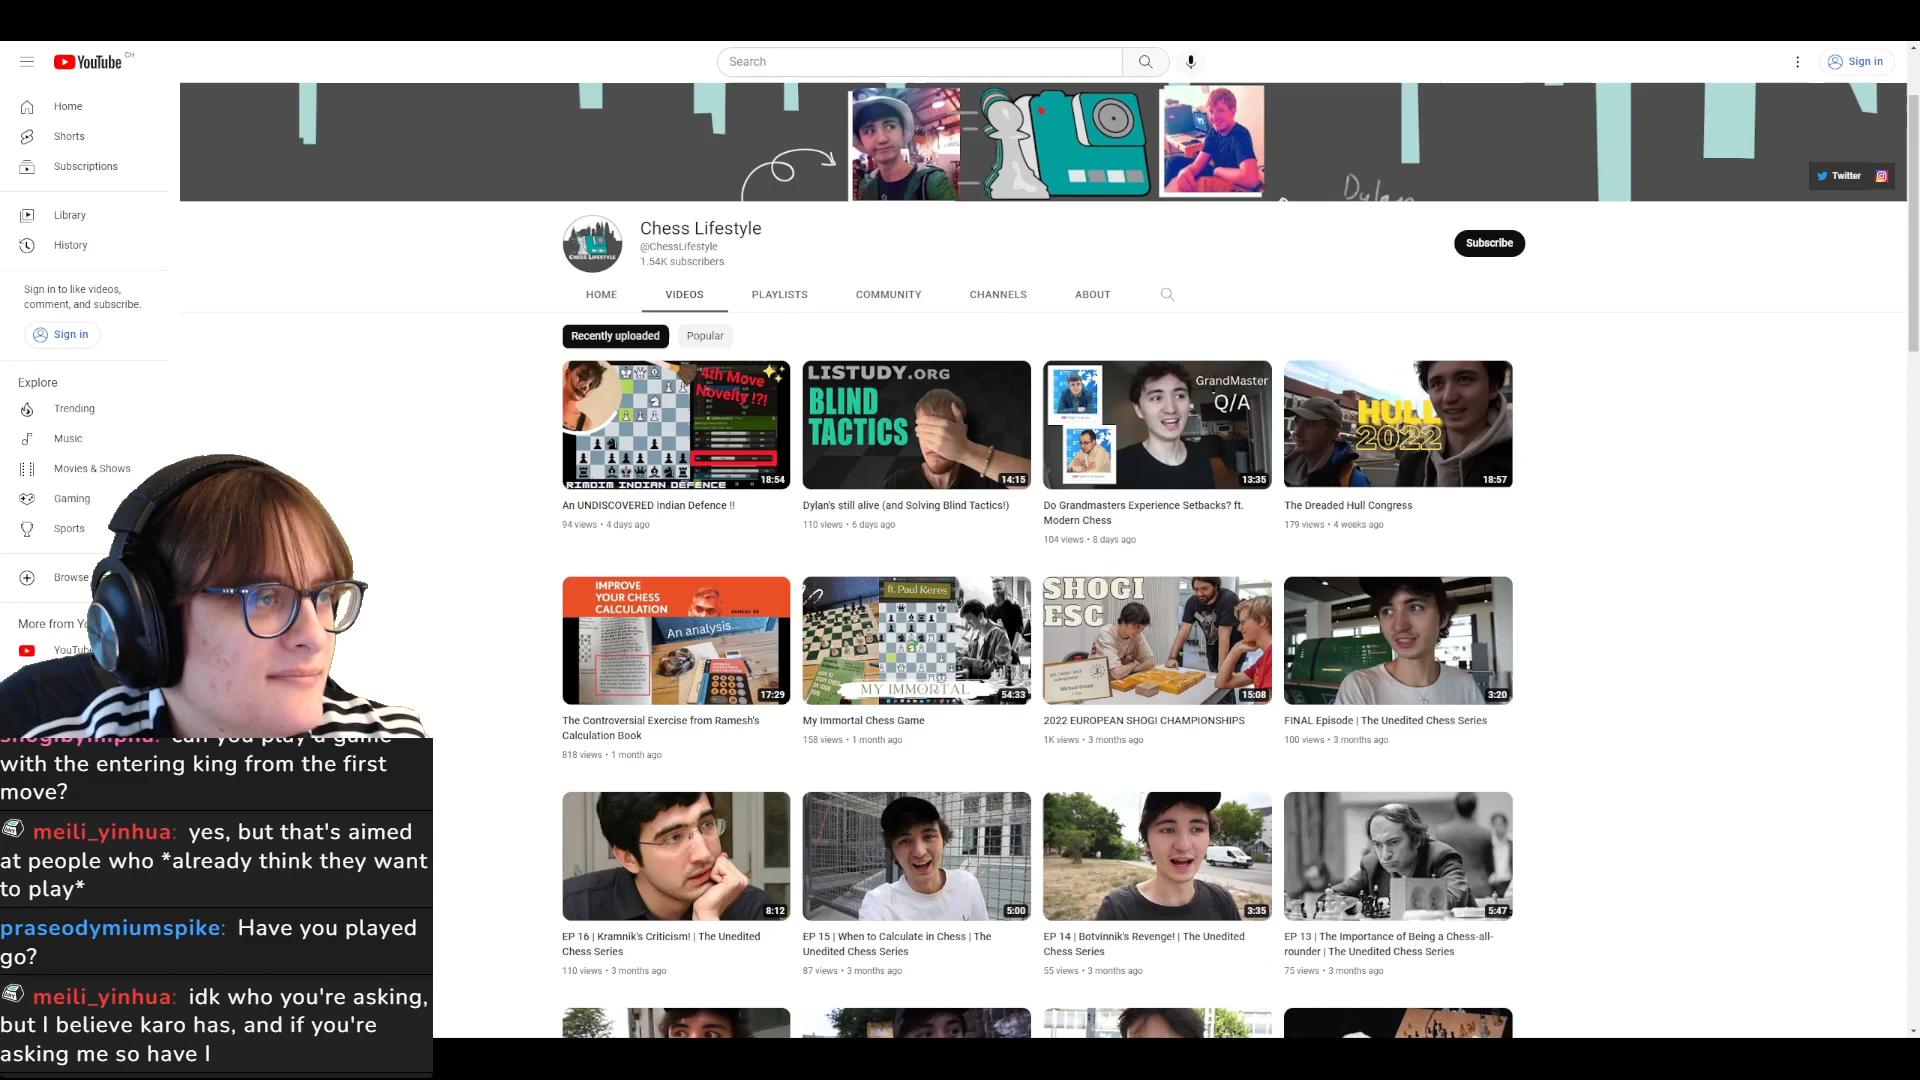 YouTube CH
Search
Sign in
Home
Shorts
Subscriptions
Library
History
Sign in to like videos,
comment, and subscribe.
Sign in
Explore
Trending
Music
Movies & Shows
Gaming
Sports
Browse
More from
Dylan
Twitter
CHESS LIFESTYLE
Chess Lifestyle
@ChessLifestyle
1.54K subscribers
Subscribe
HOME
VIDEOS
PLAYLISTS
COMMUNITY
CHANNELS
ABOUT
Recently uploaded
Popular
4th Move
Novelty !?!
RIMDIM INDIAN DEFENCE
18:54
LISTUDY.ORG
BLIND
TACTICS
14:15
GrandMaster
Q/A
13:35
HULL
2022
18:57
An UNDISCOVERED Indian Defence !!
94 views • 4 days ago
Dylan's still alive (and Solving Blind Tactics!)
110 views • 6 days ago
Do Grandmasters Experience Setbacks? ft.
Modern Chess
104 views • 8 days ago
The Dreaded Hull Congress
179 views • 4 weeks ago
IMPROVE
YOUR CHESS
CALCULATION
RAMESH RB
An analysis...
17:29
ft. Paul Keres
MY IMMORTAL
54:33
SHOGI
ESC
15:08
3:20
The Controversial Exercise from Ramesh's
Calculation Book
818 views • 1 month ago
My Immortal Chess Game
158 views • 1 month ago
2022 EUROPEAN SHOGI CHAMPIONSHIPS
1K views • 3 months ago
FINAL Episode | The Unedited Chess Series
100 views • 3 months ago
8:12
5:00
3:35
5:47
EP 16 | Kramnik's Criticism! | The Unedited
Chess Series
110 views • 3 months ago
EP 15 | When to Calculate in Chess | The
Unedited Chess Series
87 views • 3 months ago
EP 14 | Botvinnik's Revenge! | The Unedited
Chess Series
55 views • 3 months ago
EP 13 | The Importance of Being a Chess-all-
rounder | The Unedited Chess Series
75 views • 3 months ago
can you play a game
with the entering king from the first
move?
meili_yinhua: yes, but that's aimed
at people who *already think they want
to play*
praseodymiumspike: Have you played
go?
meili_yinhua: idk who you're asking,
but I believe karo has, and if you're
asking me so have I